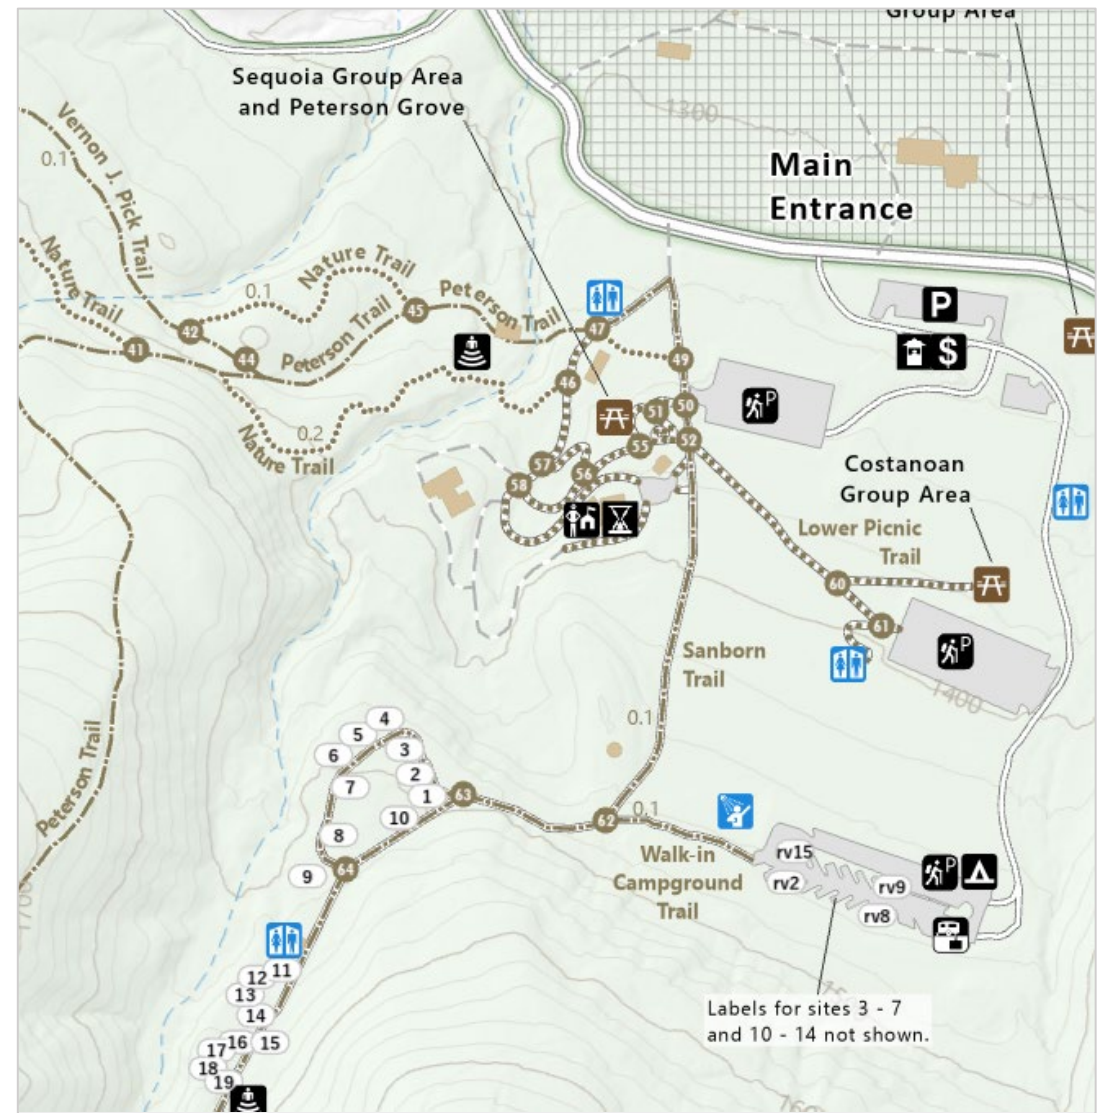 Group Area
Sequoia Group Area
and Peterson Grove
1300
Main
Entrance
Vernon J. Pick Trail
0.1
Nature Trail
Nature Trail
0.1
Peterson Trail
Peterson Trail
45
42
44
41
47
49
46
P
$
P
51
50
55
52
57
56
58
0.2
Nature Trail
Costanoan
Group Area
Lower Picnic
Trail
60
61
P
1400
Sanborn
Trail
0.1
Peterson Trail
4
5
3
6
2
7
1
10
8
9
63
64
62
0.1
Walk-in
Campground
Trail
rv15
rv2
rv9
rv8
P
1700
11
12
13
14
15
16
17
18
19
Labels for sites 3 - 7
and 10 - 14 not shown.